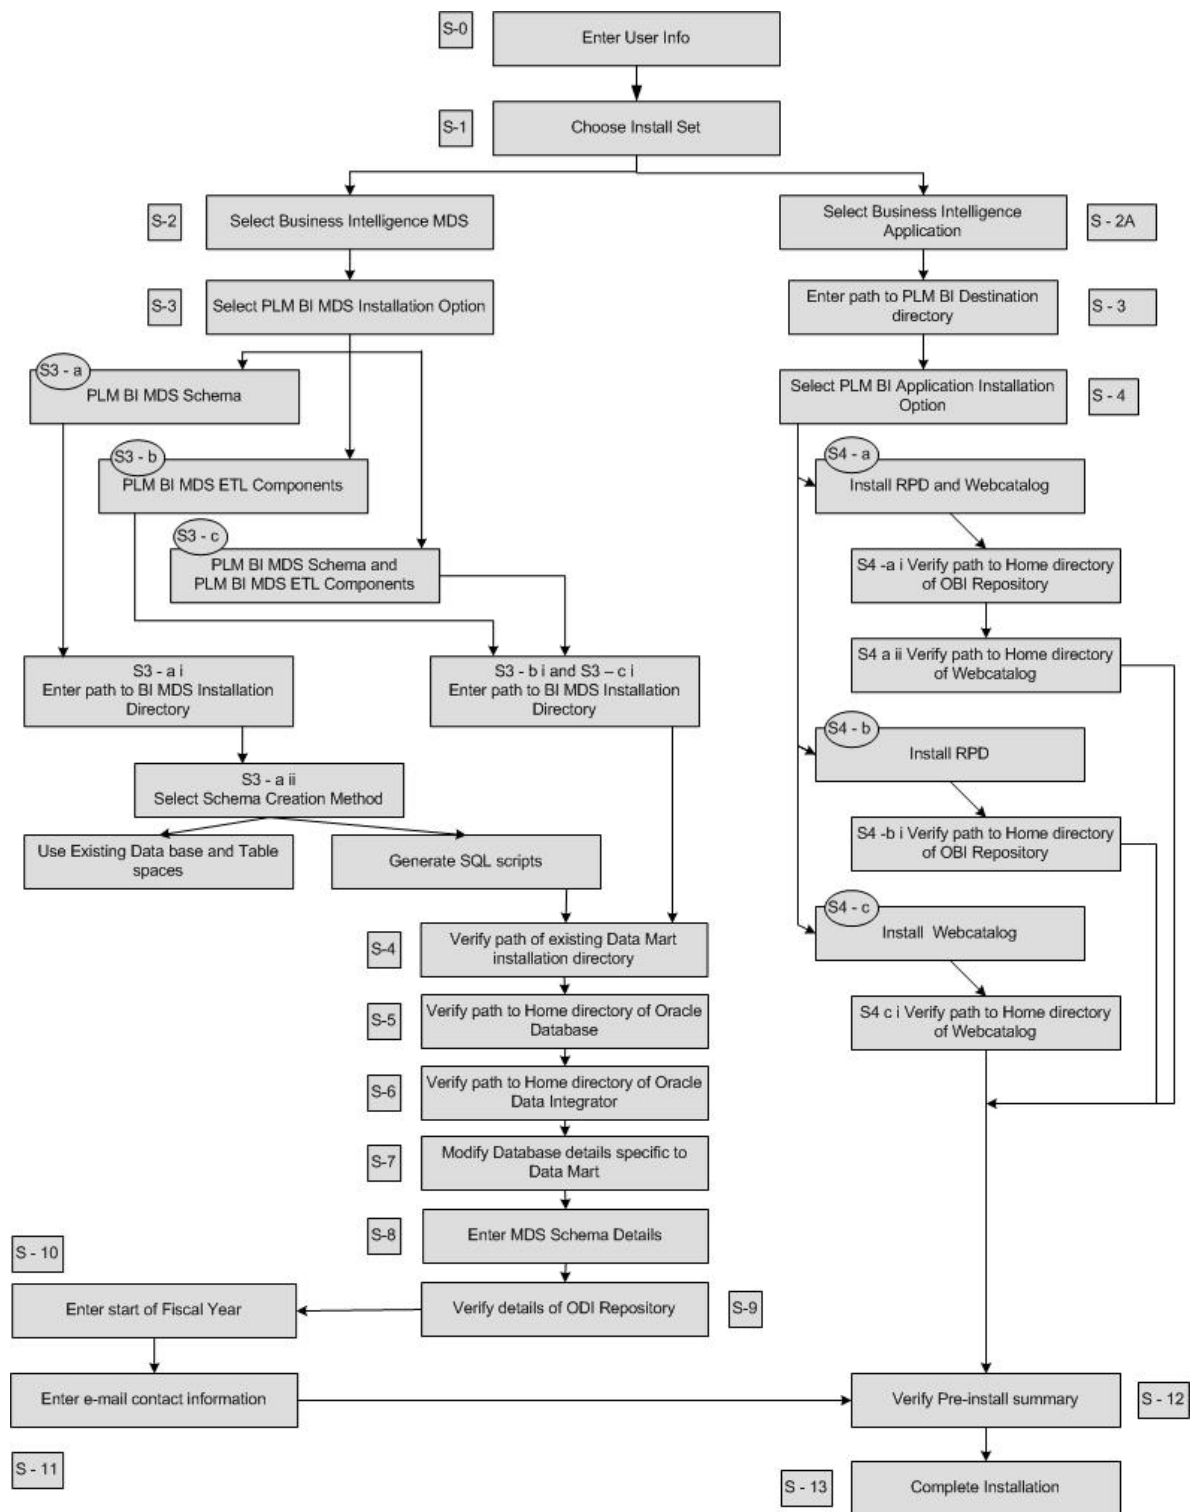 S-0
Enter User Info
S-1
Choose Install Set
S-2
Select Business Intelligence MDS
Select Business Intelligence
Application
S - 2A
S-3
Select PLM BI MDS Installation Option
Enter path to PLM BI Destination
directory
S - 3
S3 - a
PLM BI MDS Schema
Select PLM BI Application Installation
Option
S - 4
S3 - b
PLM BI MDS ETL Components
S4 - a
Install RPD and Webcatalog
S3 - c
PLM BI MDS Schema and
PLM BI MDS ETL Components
S4 -a i Verify path to Home directory
of OBI Repository
S3 - a i
Enter path to BI MDS Installation
Directory
S3 - b i and S3 – c i
Enter path to BI MDS Installation
Directory
S4 a ii Verify path to Home directory
of Webcatalog
S4 - b
Install RPD
S3 - a ii
Select Schema Creation Method
Use Existing Data base and Table
spaces
Generate SQL scripts
S4 -b i Verify path to Home directory
of OBI Repository
S4 - c
Install Webcatalog
S-4
Verify path of existing Data Mart
installation directory
S-5
Verify path to Home directory of Oracle
Database
S4 c i Verify path to Home directory
of Webcatalog
S-6
Verify path to Home directory of Oracle
Data Integrator
S-7
Modify Database details specific to
Data Mart
S-8
Enter MDS Schema Details
S - 10
Enter start of Fiscal Year
Verify details of ODI Repository
S-9
Enter e-mail contact information
Verify Pre-install summary
S - 12
S - 11
S - 13
Complete Installation